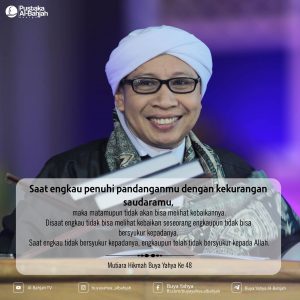 Pustaka
Al-Bahjah
Saat engkau penuhi pandanganmu dengan kekurangan
saudaramu,
maka matamupun tidak akan bisa melihat kebaikannya,
Disaat engkau tidak bisa melihat kebaikan seseorang engkaupun tidak bisa
bersyukur kepadanya,
Saat engkau tidak bersyukur kepadanya, engkaupun telah tidak bersyukur kepada Allah.
Mutiara Hikmah Buya Yahya Ke 48
Al-Bahjah TV
@buyayahya_albahjah
Buya Yahya
Buya Yahya Al-Bahjah